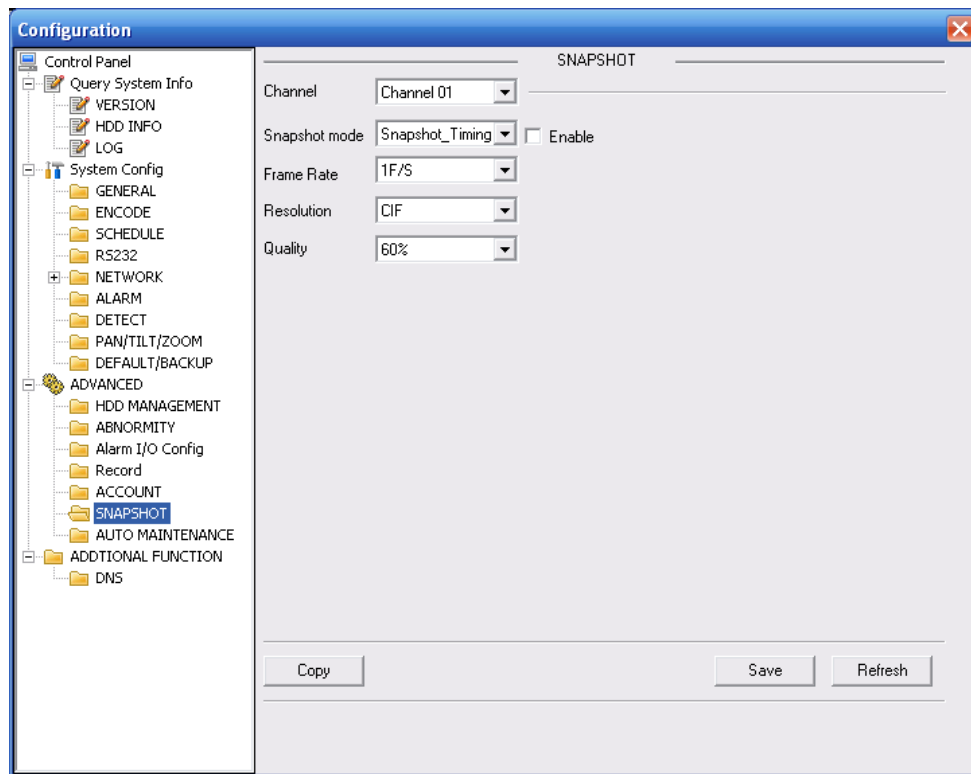 Configuration
Control Panel
Query System Info
VERSION
HDD INFO
LOG
System Config
GENERAL
ENCODE
SCHEDULE
RS232
NETWORK
ALARM
DETECT
PAN/TILT/ZOOM
DEFAULT/BACKUP
ADVANCED
HDD MANAGEMENT
ABNORMITY
Alarm I/O Config
Record
ACCOUNT
SNAPSHOT
AUTO MAINTENANCE
ADDTIONAL FUNCTION
DNS
SNAPSHOT
Channel Channel 01
Snapshot mode Snapshot_Timing Enable
Frame Rate 1F/S
Resolution CIF
Quality 60%
Copy Save Refresh